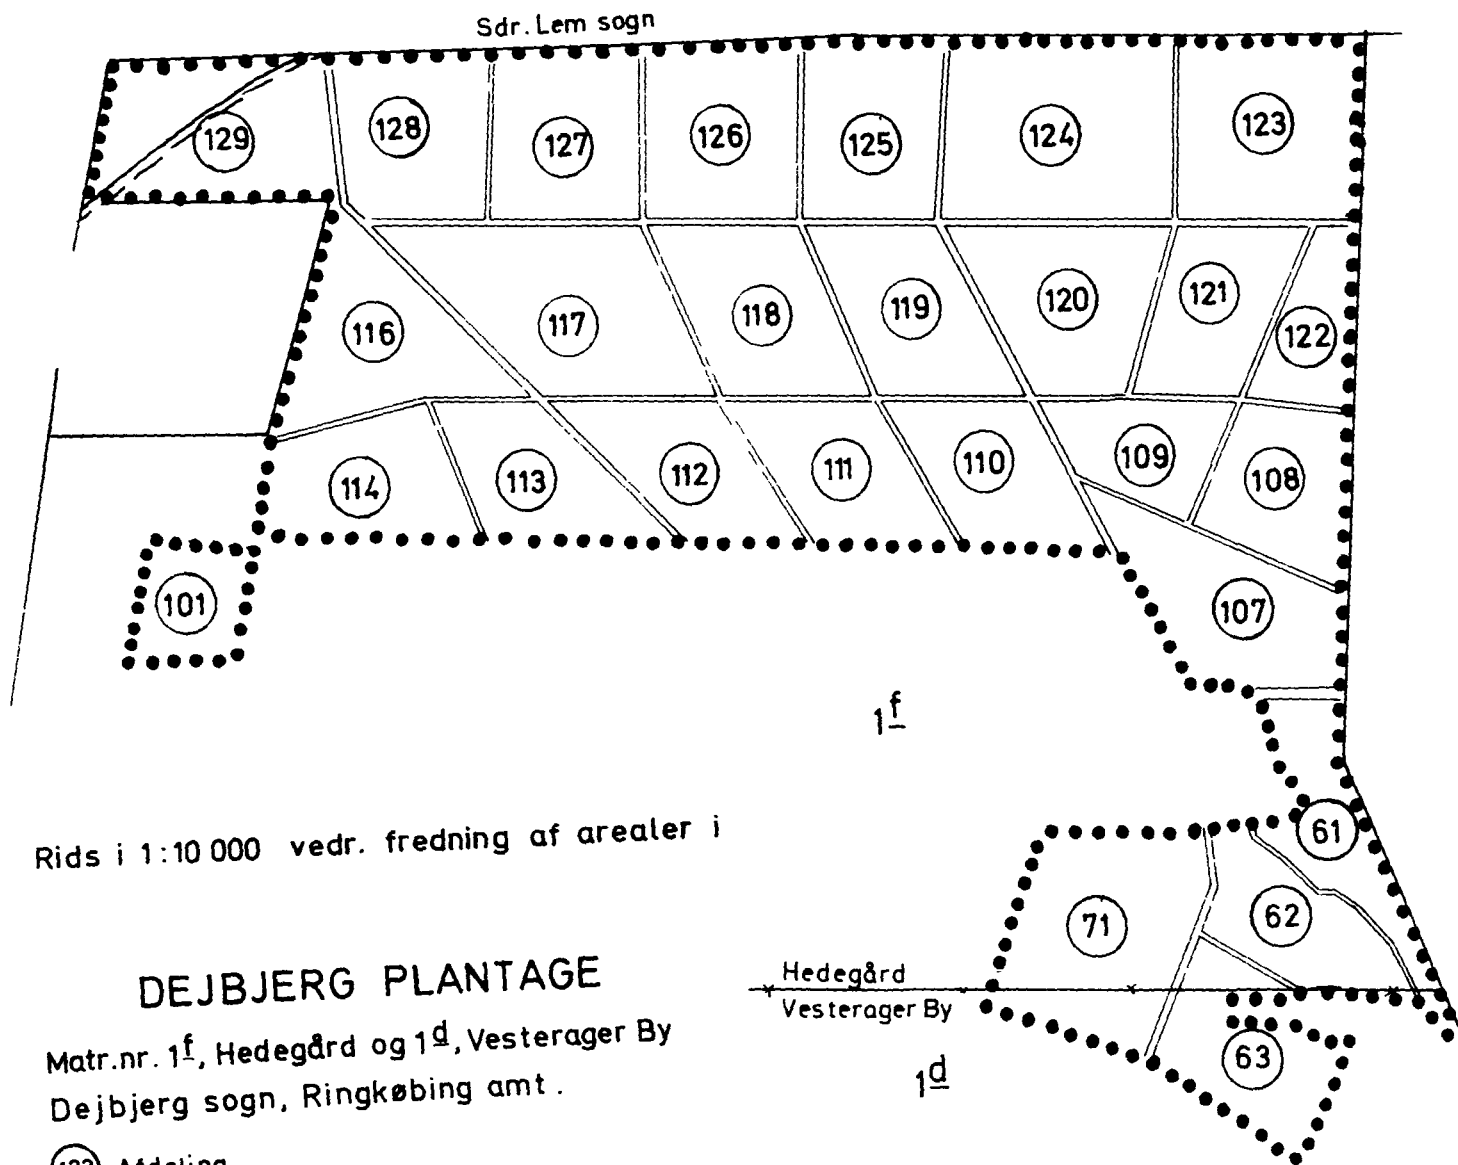 Sdr. Lem sogn
129 128 127 126 125 124 123
116 117 118 119 120 121 122
114 113 112 111 110 109 108
101 107
1f
61
Rids i 1:10 000 vedr. fredning af arealer i
71 62
DEJBJERG PLANTAGE
Hedegård
Vesterager By
Matr.nr. 1f, Hedegård og 1d, Vesterager By
63
1d
Dejbjerg sogn, Ringkøbing amt.
Afdeling